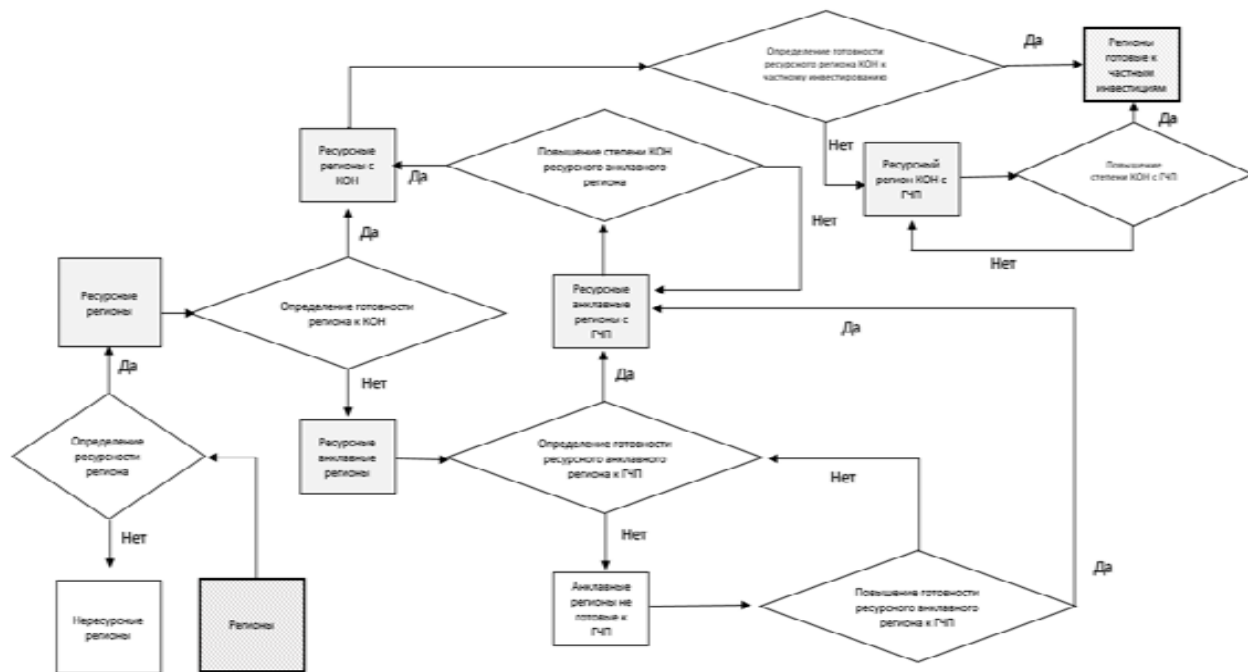 Да
Определение готовности
ресурсного региона КОН к
частному инвестированию
Регионы
готовые к
частным
инвестициям
Да
Нет
Ресурсные
регионы с
КОН
Да
Повышение степени КОН
ресурсного анклавного
региона
Ресурсный
регион КОН с
ГЧП
Повышение
степени КОН с ГЧП
Нет
Нет
Да
Ресурсные
регионы
Определение готовности
региона к КОН
Ресурсные
анклавные
регионы с
ГЧП
Да
Да
Нет
Да
Определение
ресурсности
региона
Ресурсные
анклавные
регионы
Определение готовности
ресурсного анклавного
региона к ГЧП
Нет
Нет
Нет
Да
Нересурсные
регионы
Регионы
Анклавные
регионы не
готовые к
ГЧП
Повышение готовности
ресурсного анклавного
региона к ГЧП